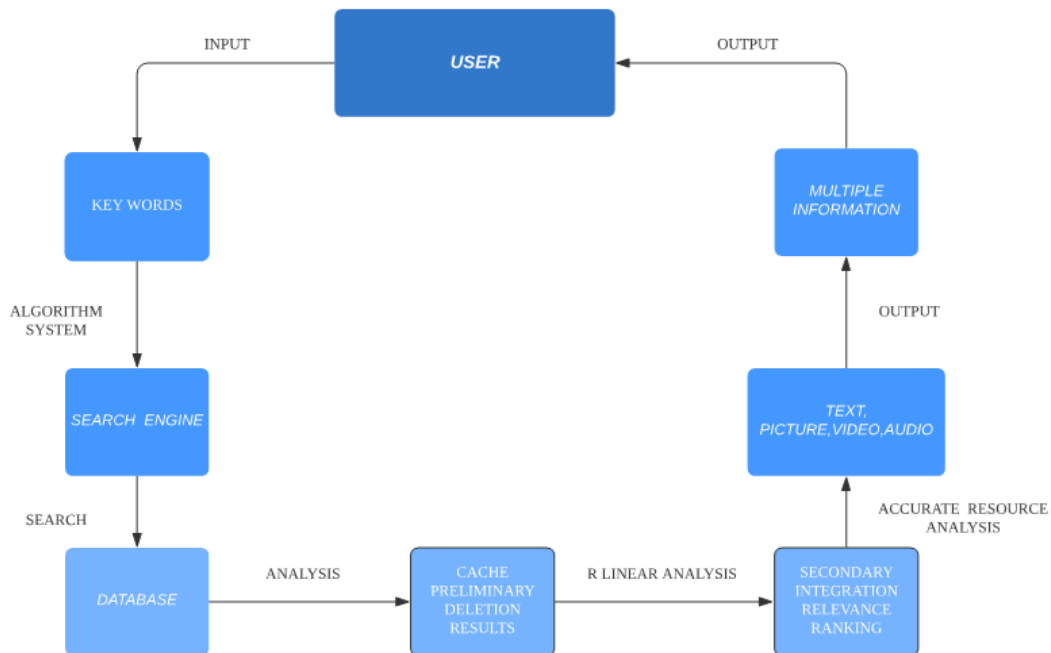 INPUT
USER
OUTPUT
KEY WORDS
MULTIPLE
INFORMATION
ALGORITHM
SYSTEM
OUTPUT
SEARCH ENGINE
TEXT,
PICTURE,VIDEO,AUDIO
SEARCH
ACCURATE RESOURCE
ANALYSIS
DATABASE
ANALYSIS
CACHE
PRELIMINARY
DELETION
RESULTS
R LINEAR ANALYSIS
SECONDARY
INTEGRATION
RELEVANCE
RANKING